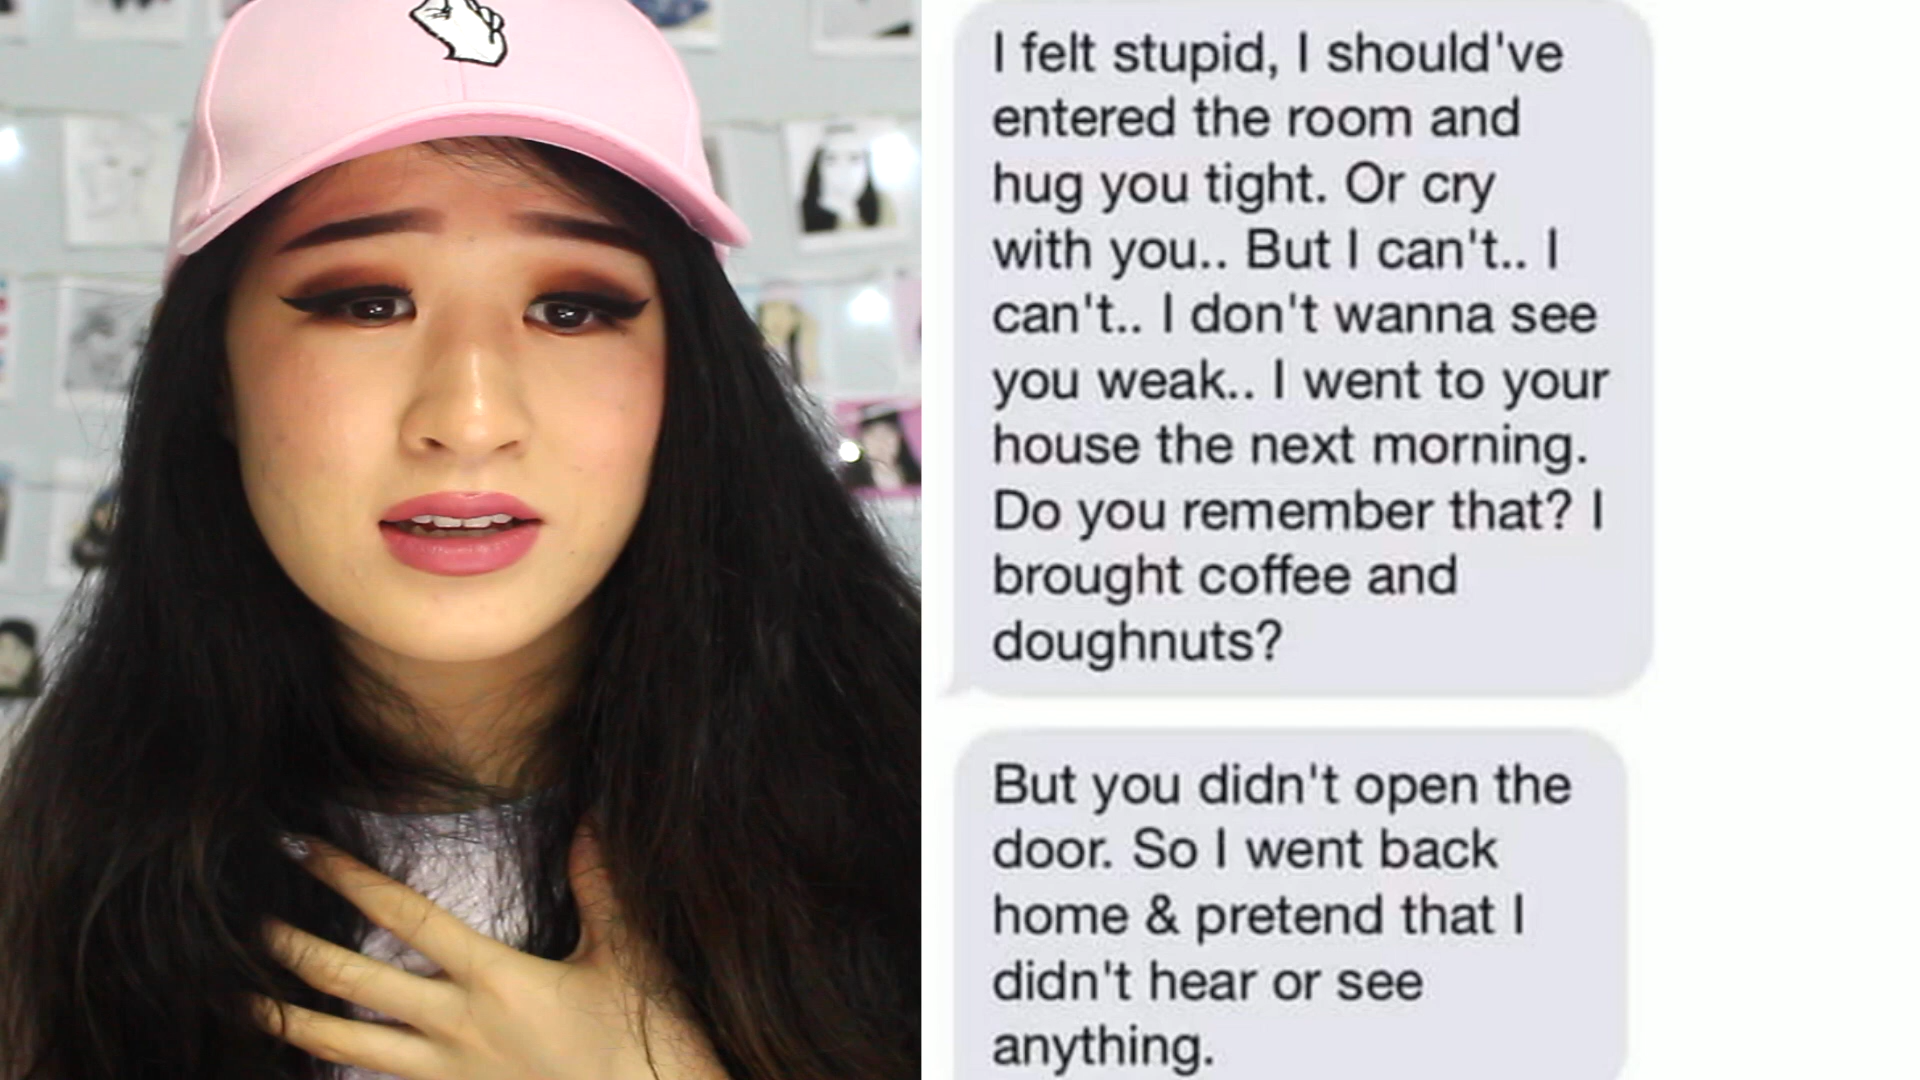 I felt stupid, I should've
entered the room and
hug you tight. Or cry
with you.. But I can't.. I
can't.. I don't wanna see
you weak.. I went to your
house the next morning.
Do you remember that? I
brought coffee and
doughnuts?
But you didn't open the
door. So I went back
home & pretend that I
didn't hear or see
anything.